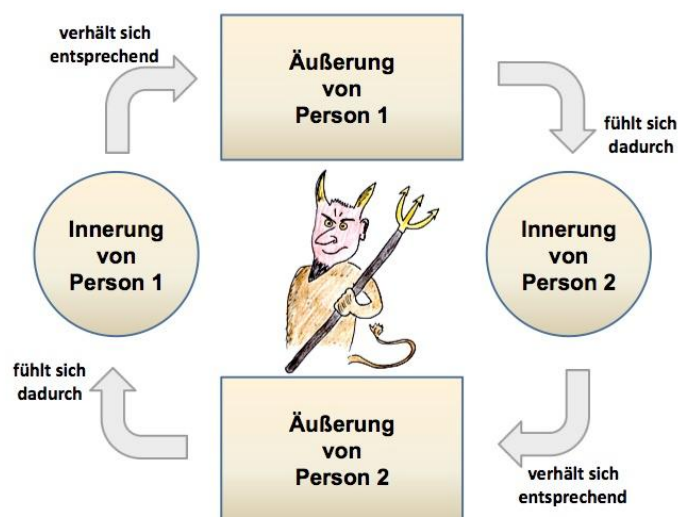 verhält sich
entsprechend
Äußerung
von
Person 1
fühlt sich
dadurch
Innerung
von
Person 1
Innerung
von
Person 2
fühlt sich
dadurch
Äußerung
von
Person 2
verhält sich
entsprechend